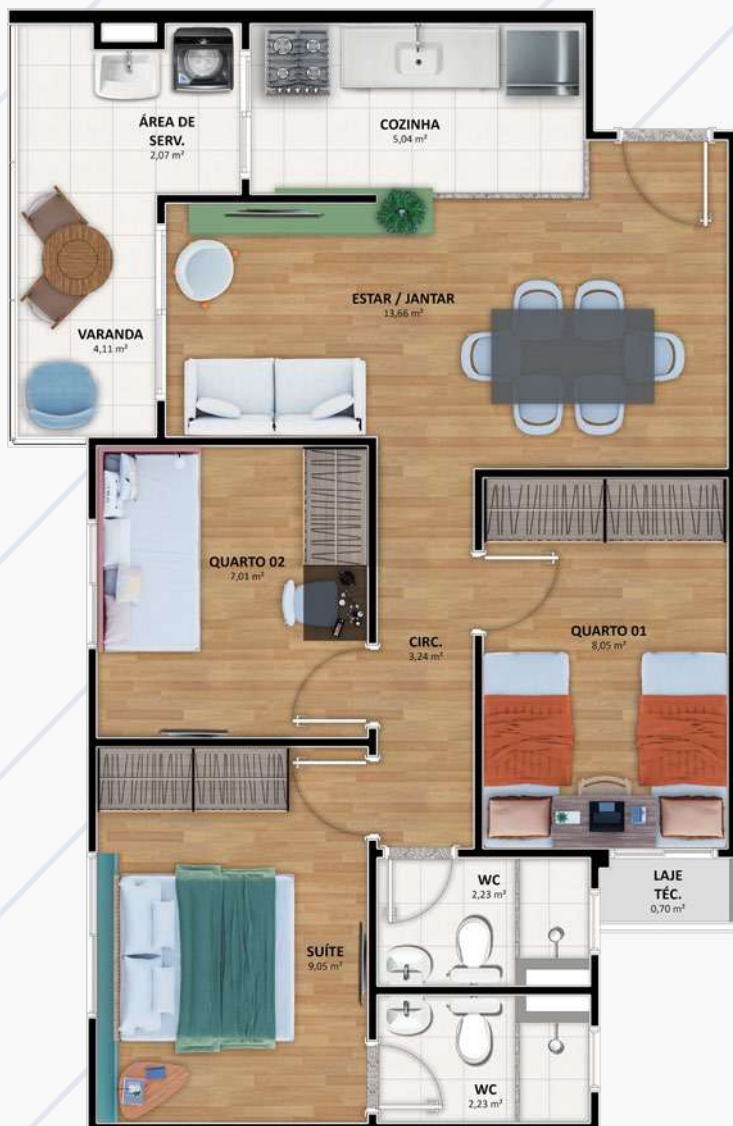 ÁREA DE
SERV.
2,07 m²
COZINHA
5,04 m²
ESTAR / JANTAR
13,66 m²
VARANDA
4,11 m²
QUARTO 02
7,01 m²
CIRC.
3,24 m²
QUARTO 01
8,05 m²
WC
2,23 m²
LAJE
TÉC.
0,70 m²
SUÍTE
9,05 m²
WC
2,23 m²